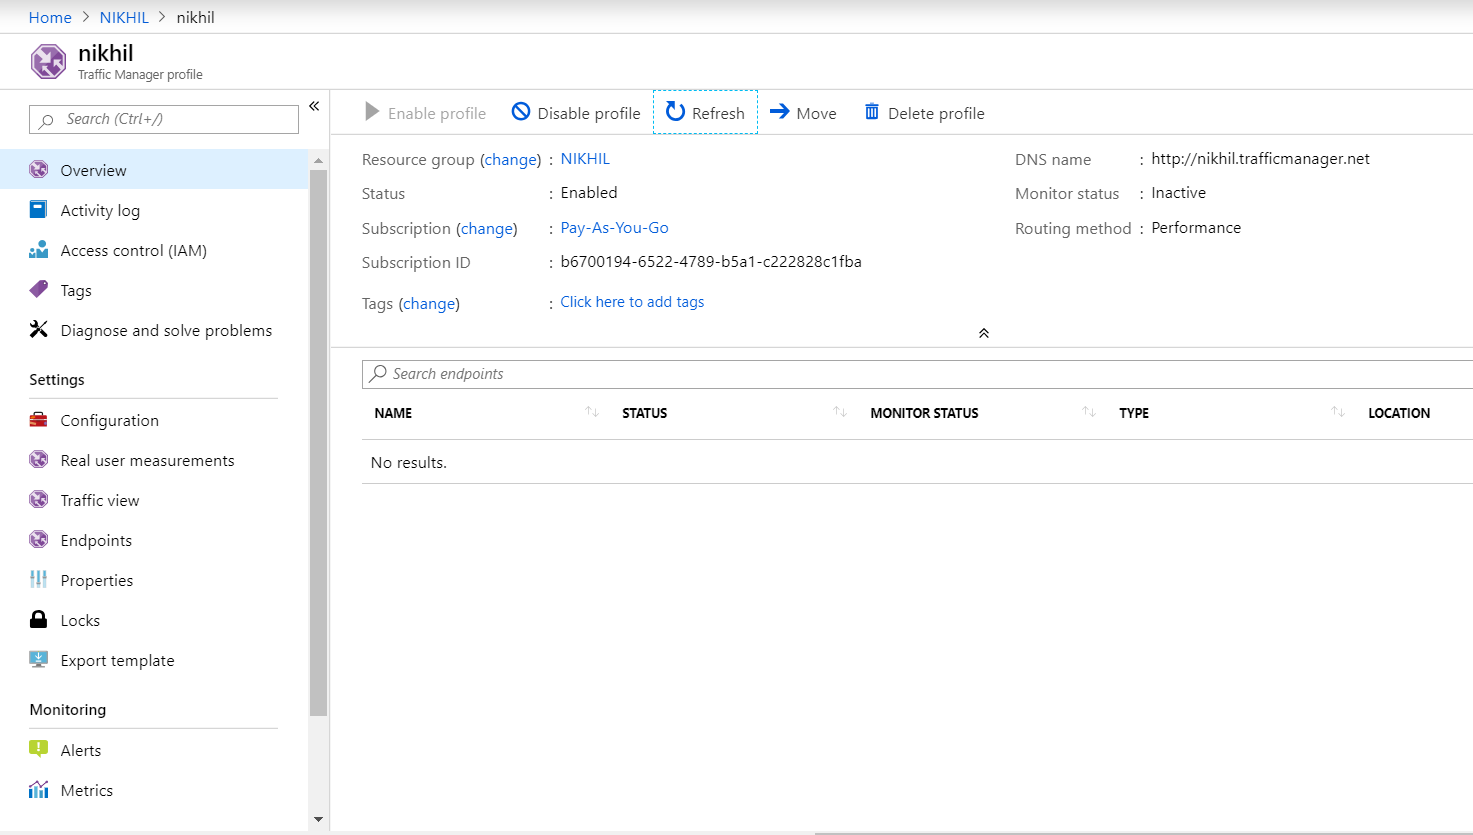 Home > NIKHIL > nikhil
nikhil
Traffic Manager profile
Search (Ctrl+/)
«
Overview
Activity log
Access control (IAM)
Tags
Diagnose and solve problems
Settings
Configuration
Real user measurements
Traffic view
Endpoints
Properties
Locks
Export template
Monitoring
Alerts
Metrics
Enable profile Disable profile Refresh Move Delete profile
Resource group (change) : NIKHIL
Status : Enabled
Subscription (change) : Pay-As-You-Go
Subscription ID : b6700194-6522-4789-b5a1-c222828c1fba
Tags (change) : Click here to add tags
DNS name : http://nikhil.trafficmanager.net
Monitor status : Inactive
Routing method : Performance
Search endpoints
NAME STATUS MONITOR STATUS TYPE LOCATION
No results.